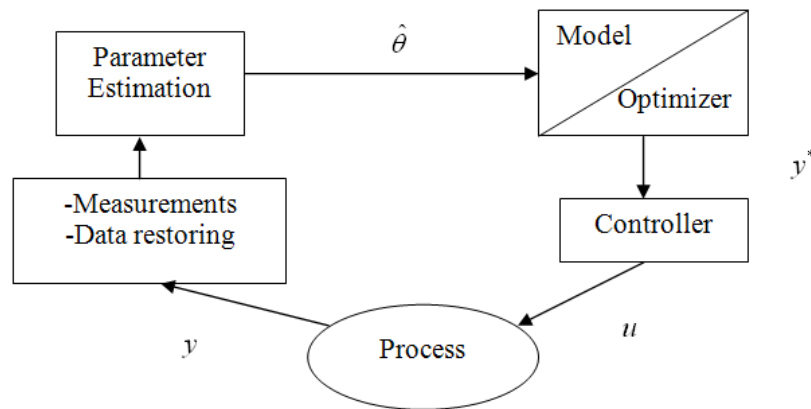 Parameter
Estimation
θ̂
Model
Optimizer
y*
-Measurements
-Data restoring
Controller
y
Process
u